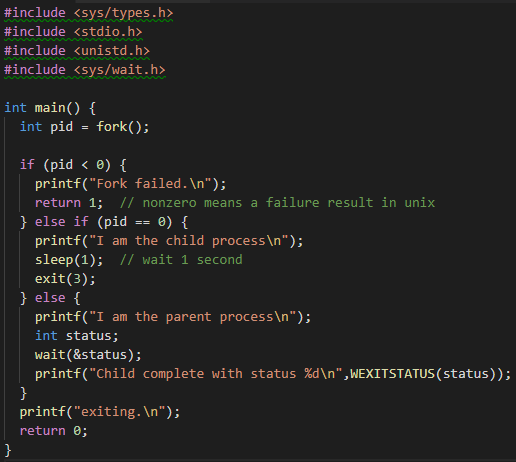 #include <sys/types.h>
#include <stdio.h>
#include <unistd.h>
#include <sys/wait.h>

int main() {
  int pid = fork();

  if (pid < 0) {
    printf("Fork failed.\n");
    return 1;  // nonzero means a failure result in unix
  } else if (pid == 0) {
    printf("I am the child process\n");
    sleep(1);  // wait 1 second
    exit(3);
  } else {
    printf("I am the parent process\n");
    int status;
    wait(&status);
    printf("Child complete with status %d\n",WEXITSTATUS(status));
  }
  printf("exiting.\n");
  return 0;
}